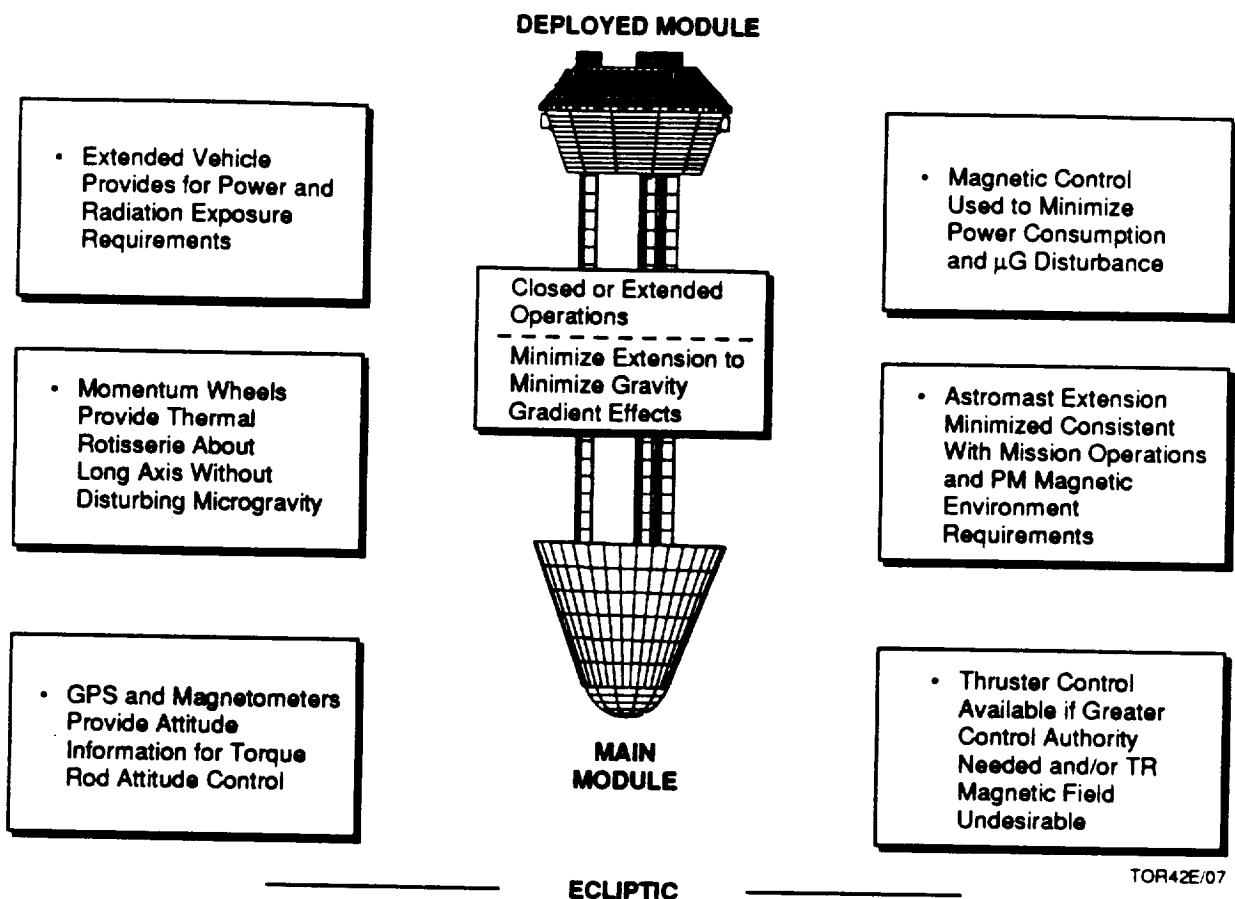 DEPLOYED MODULE
• Extended Vehicle
Provides for Power and
Radiation Exposure
Requirements
• Momentum Wheels
Provide Thermal
Rotisserie About
Long Axis Without
Disturbing Microgravity
• GPS and Magnetometers
Provide Attitude
Information for Torque
Rod Attitude Control
Closed or Extended
Operations
Minimize Extension to
Minimize Gravity
Gradient Effects
MAIN
MODULE
• Magnetic Control
Used to Minimize
Power Consumption
and μG Disturbance
• Astromast Extension
Minimized Consistent
With Mission Operations
and PM Magnetic
Environment
Requirements
• Thruster Control
Available if Greater
Control Authority
Needed and/or TR
Magnetic Field
Undesirable
TOR42E/07
ECLIPTIC